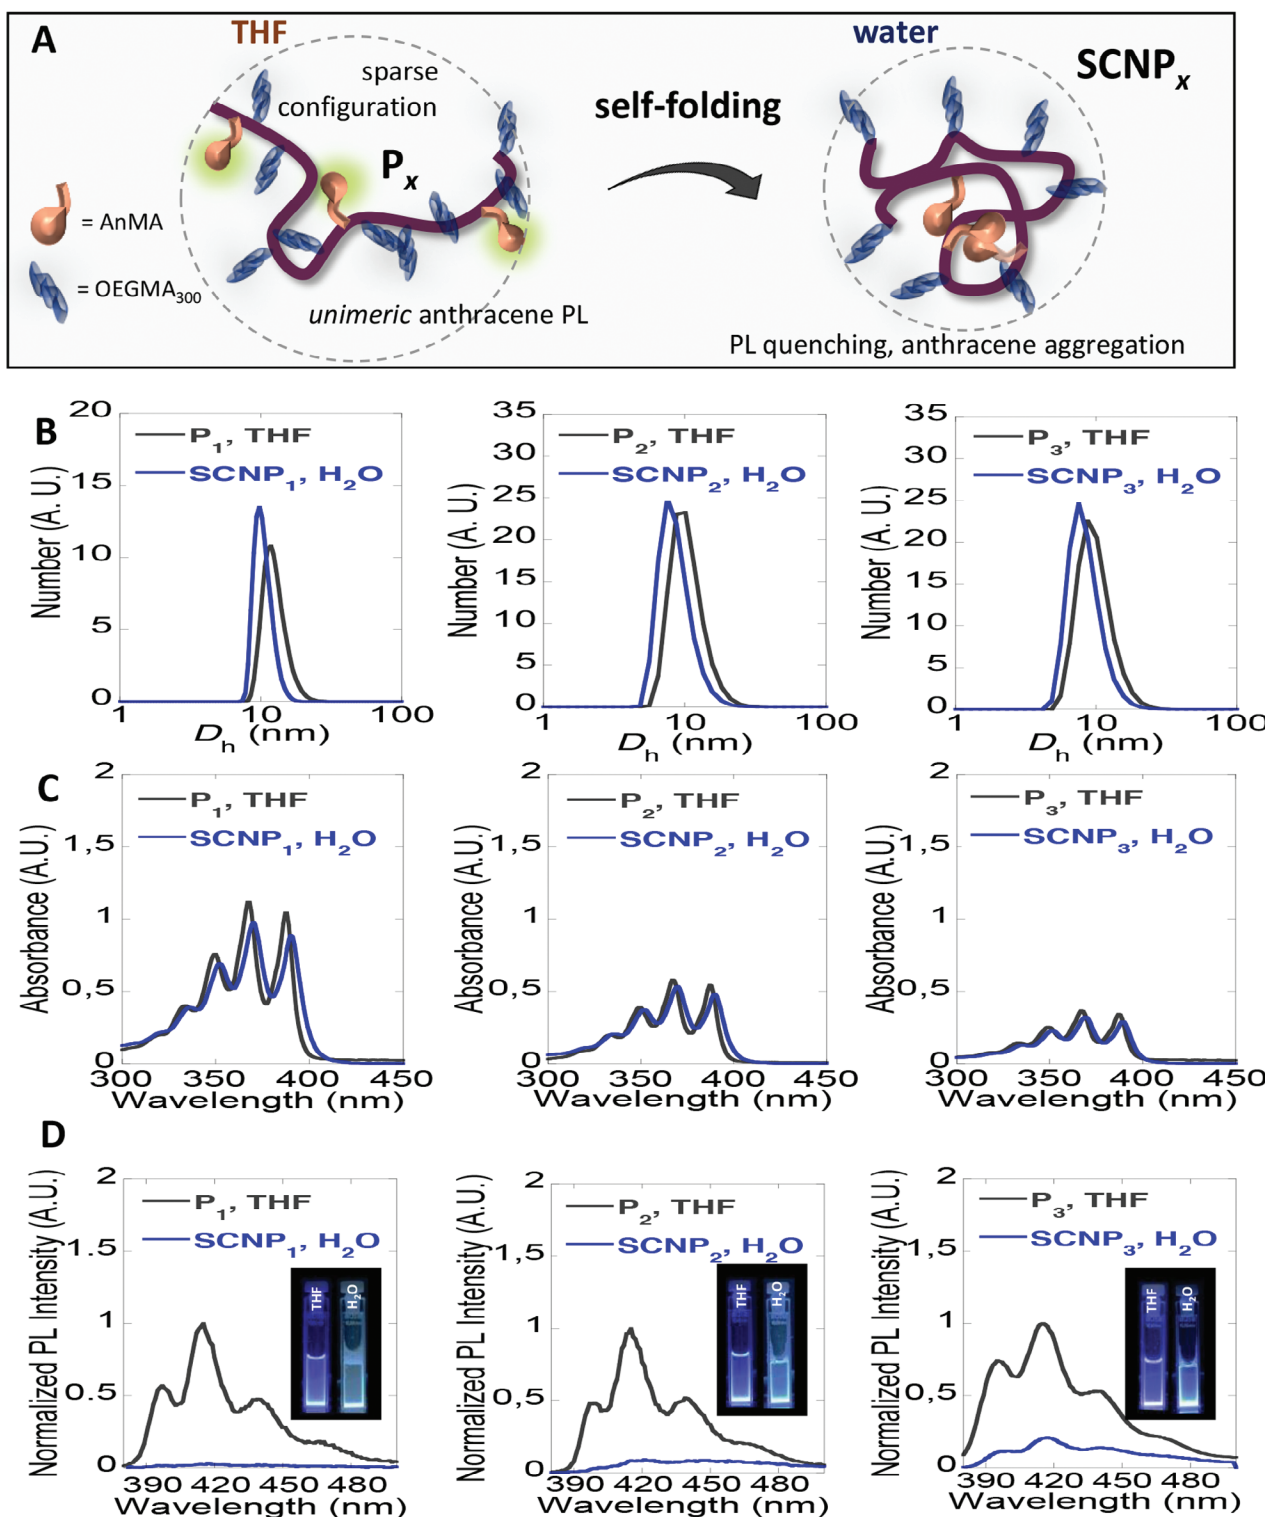 A
THF
water
SCNPx
sparse
configuration
self-folding
Px
= AnMA
= OEGMA300
unimeric anthracene PL
PL quenching, anthracene aggregation
B
20
15
10
5
0
Number (A. U.)
P1, THF
SCNP1, H2O
1
10
100
Dh (nm)
35
30
25
20
15
10
5
0
Number (A. U.)
P2, THF
SCNP2, H2O
1
10
100
Dh (nm)
35
30
25
20
15
10
5
0
Number (A. U.)
P3, THF
SCNP3, H2O
1
10
100
Dh (nm)
C
2
1,5
1
0,5
0
Absorbance (A.U.)
P1, THF
SCNP1, H2O
300
350
400
450
Wavelength (nm)
2
1,5
1
0,5
0
Absorbance (A.U.)
P2, THF
SCNP2, H2O
300
350
400
450
Wavelength (nm)
2
1,5
1
0,5
0
Absorbance (A.U.)
P3, THF
SCNP3, H2O
300
350
400
450
Wavelength (nm)
D
2
1,5
1
0,5
0
Normalized PL Intensity (A.U.)
P1, THF
SCNP1, H2O
THF
H2O
390
420
450
480
Wavelength (nm)
2
1,5
1
0,5
0
Normalized PL Intensity (A.U.)
P2, THF
SCNP2, H2O
THF
H2O
390
420
450
480
Wavelength (nm)
2
1,5
1
0,5
0
Normalized PL Intensity (A.U.)
P3, THF
SCNP3, H2O
THF
H2O
390
420
450
480
Wavelength (nm)